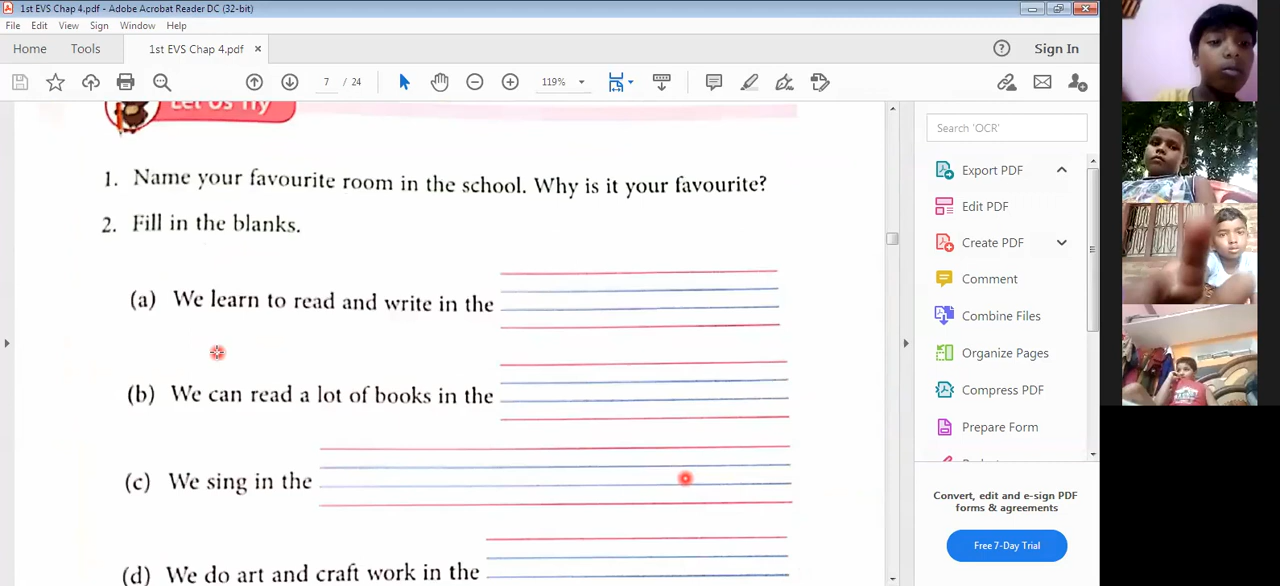 1st EVS Chap 4.pdf - Adobe Acrobat Reader DC (32-bit)
File Edit View Sign Window Help
Home Tools 1st EVS Chap 4.pdf × Sign In
7 / 24 119%
Let Us Try
1. Name your favourite room in the school. Why is it your favourite?
2. Fill in the blanks.
(a) We learn to read and write in the
(b) We can read a lot of books in the
(c) We sing in the
(d) We do art and craft work in the
Search 'OCR'
Export PDF
Edit PDF
Create PDF
Comment
Combine Files
Organize Pages
Compress PDF
Prepare Form
Convert, edit and e-sign PDF
forms & agreements
Free 7-Day Trial